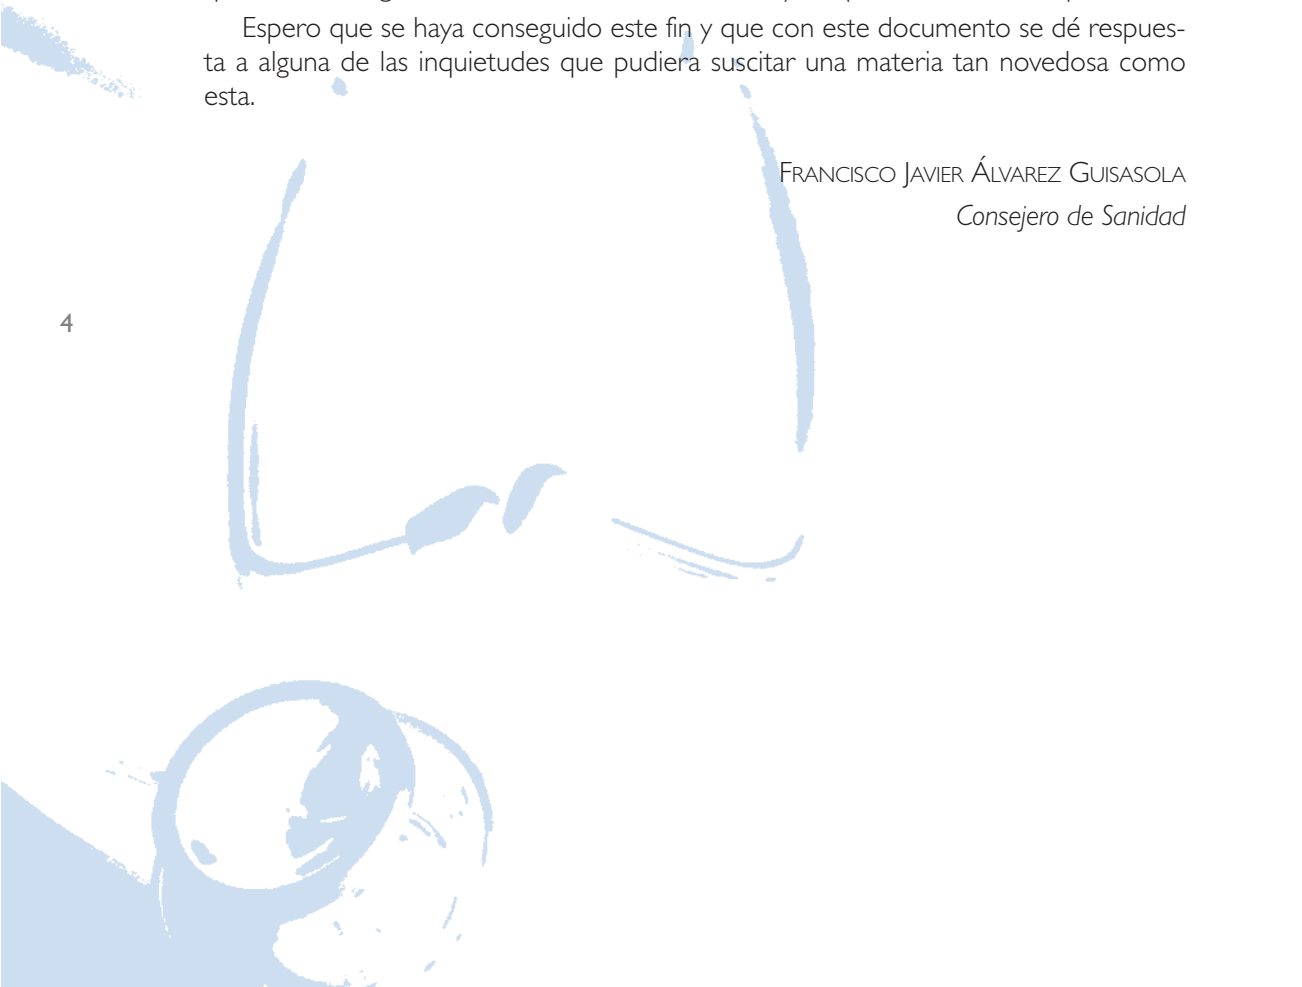 Espero que se haya conseguido este fin y que con este documento se dé respues-
ta a alguna de las inquietudes que pudiera suscitar una materia tan novedosa como
esta.
FRANCISCO JAVIER ÁLVAREZ GUISASOLA
Consejero de Sanidad
4